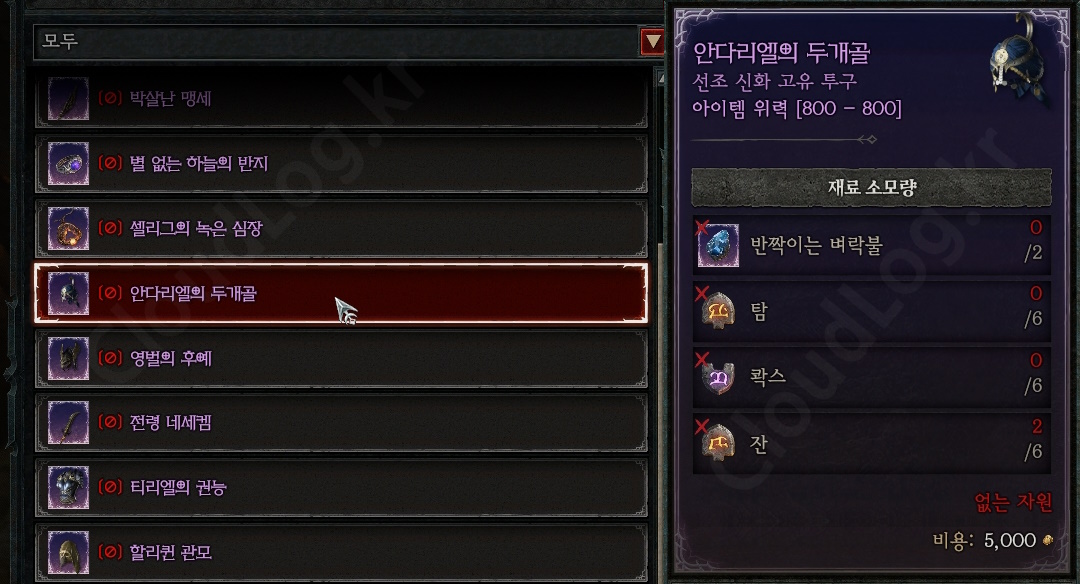 모두
[∅] 박살난 맹세
[∅] 별 없는 하늘의 반지
[∅] 셀리그의 녹은 심장
[∅] 안다리엘의 두개골
[∅] 영벌의 후예
[∅] 전령 네세켐
[∅] 티리엘의 권능
[∅] 할리퀸 관모
안다리엘의 두개골
선조 신화 고유 투구
아이템 위력 [800 - 800]
재료 소모량
반짝이는 벼락불
0
/2
탐
0
/6
콱스
0
/6
잔
2
/6
없는 자원
비용: 5,000
CloudLog.kr
CloudLog.kr